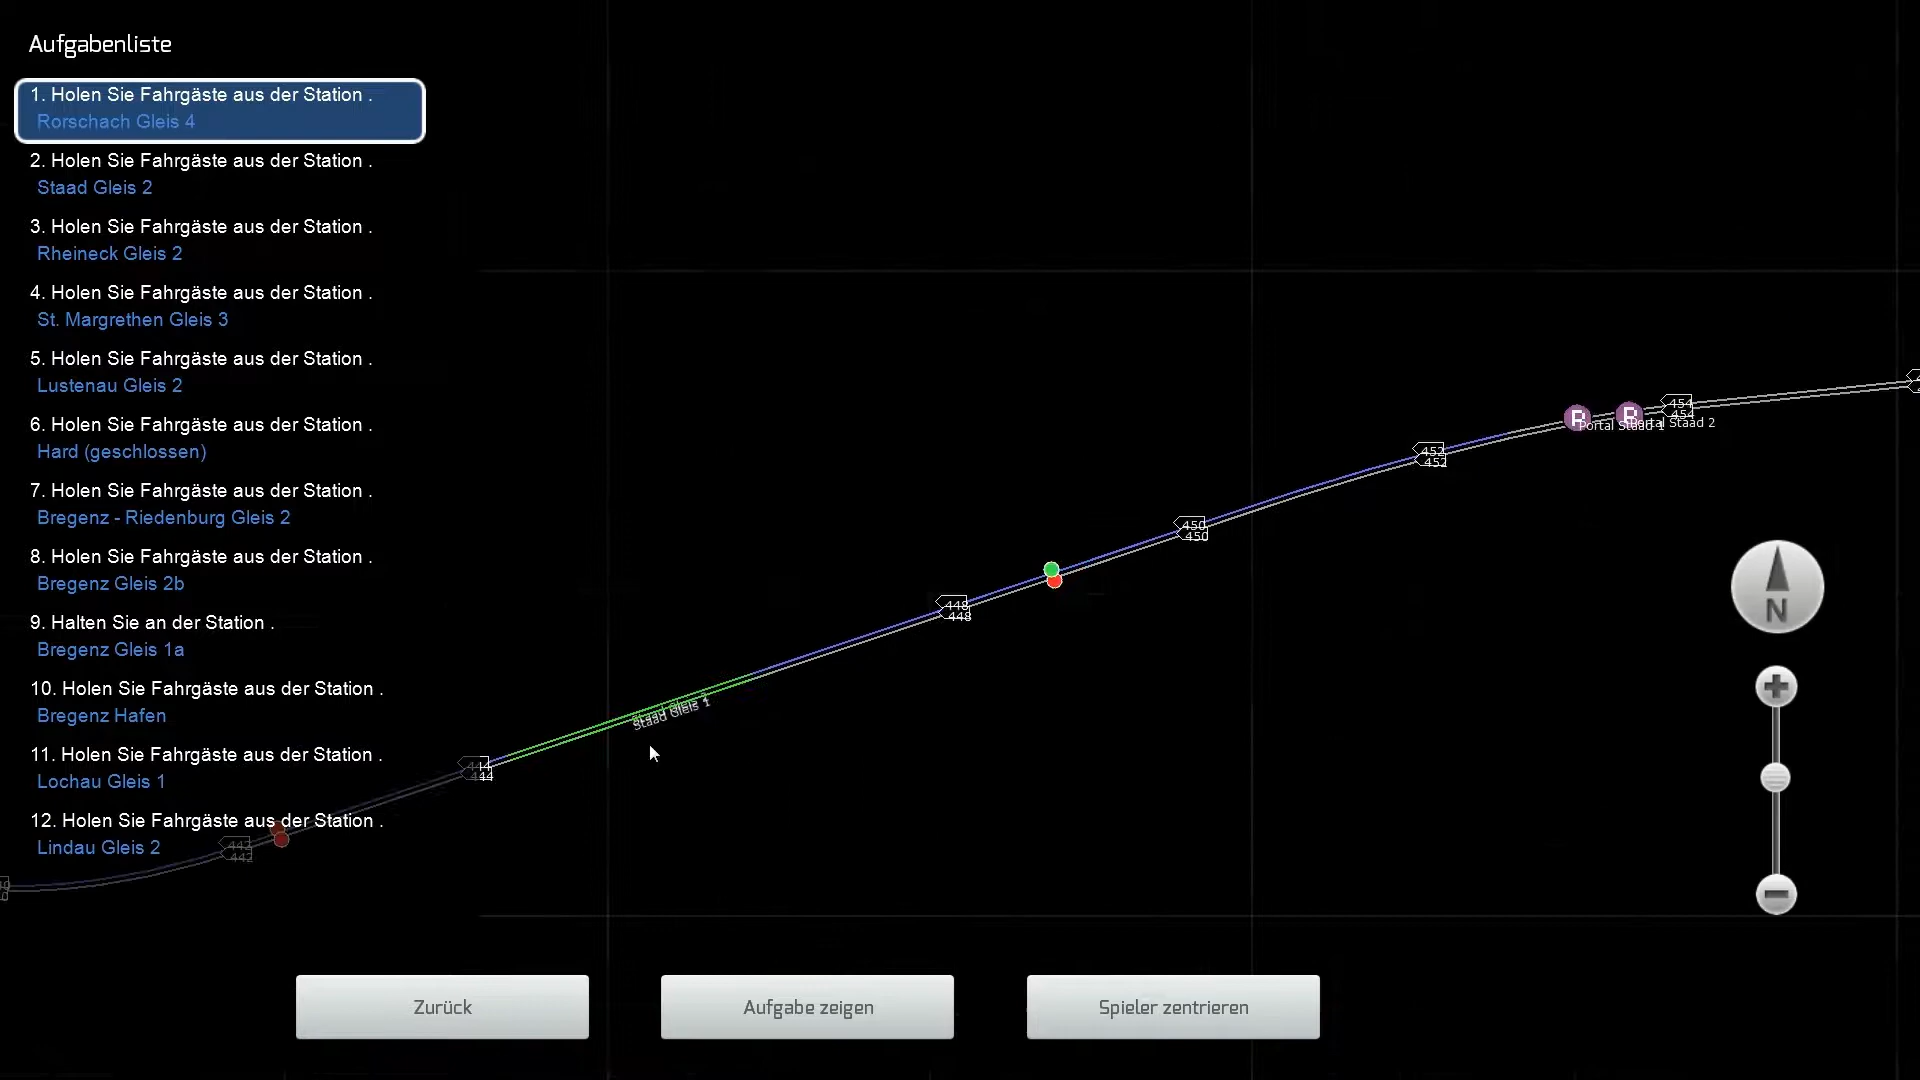 Aufgabenliste
1. Holen Sie Fahrgäste aus der Station .
Rorschach Gleis 4
2. Holen Sie Fahrgäste aus der Station .
Staad Gleis 2
3. Holen Sie Fahrgäste aus der Station .
Rheineck Gleis 2
4. Holen Sie Fahrgäste aus der Station .
St. Margrethen Gleis 3
5. Holen Sie Fahrgäste aus der Station .
Lustenau Gleis 2
6. Holen Sie Fahrgäste aus der Station .
Hard (geschlossen)
7. Holen Sie Fahrgäste aus der Station .
Bregenz - Riedenburg Gleis 2
8. Holen Sie Fahrgäste aus der Station .
Bregenz Gleis 2b
9. Halten Sie an der Station .
Bregenz Gleis 1a
10. Holen Sie Fahrgäste aus der Station .
Bregenz Hafen
11. Holen Sie Fahrgäste aus der Station .
Lochau Gleis 1
12. Holen Sie Fahrgäste aus der Station .
Lindau Gleis 2
454
454
P
P
Portal Staad 1
Portal Staad 2
452
452
450
450
448
448
Staad Gleis 1
442
442
N
Zurück
Aufgabe zeigen
Spieler zentrieren